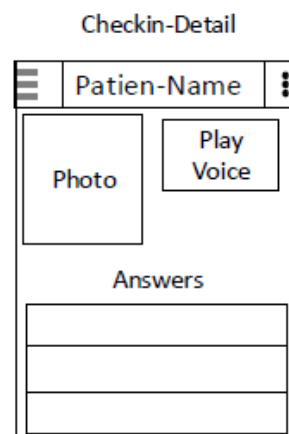 Checkin-Detail
Patien-Name
Photo
Play
Voice
Answers